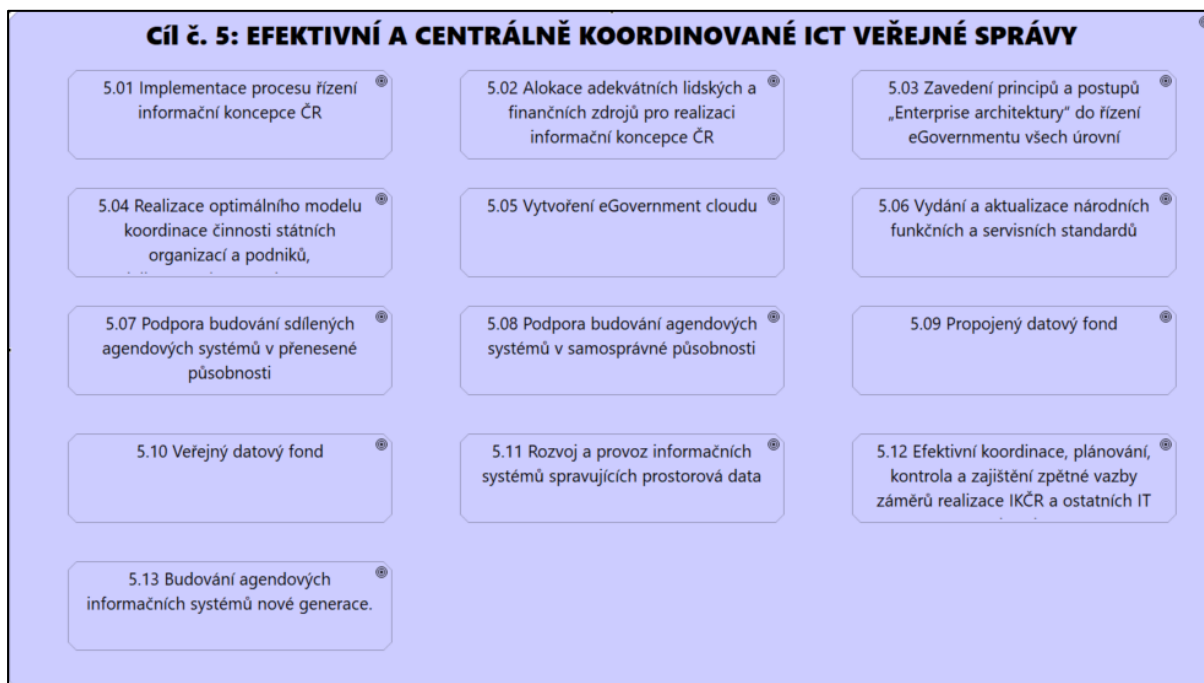 Cíl č. 5: EFEKTIVNÍ A CENTRÁLNĚ KOORDINOVANÉ ICT VEŘEJNÉ SPRÁVY
5.01 Implementace procesu řízení
informační koncepce ČR
5.02 Alokace adekvátních lidských a
finančních zdrojů pro realizaci
informační koncepce ČR
5.03 Zavedení principů a postupů
„Enterprise architektury“ do řízení
eGovernmentu všech úrovní
5.04 Realizace optimálního modelu
koordinace činnosti státních
organizací a podniků,
5.05 Vytvoření eGovernment cloudu
5.06 Vydání a aktualizace národních
funkčních a servisních standardů
5.07 Podpora budování sdílených
agendových systémů v přenesené
působnosti
5.08 Podpora budování agendových
systémů v samosprávné působnosti
5.09 Propojený datový fond
5.10 Veřejný datový fond
5.11 Rozvoj a provoz informačních
systémů spravujících prostorová data
5.12 Efektivní koordinace, plánování,
kontrola a zajištění zpětné vazby
záměrů realizace IKČR a ostatních IT
5.13 Budování agendových
informačních systémů nové generace.